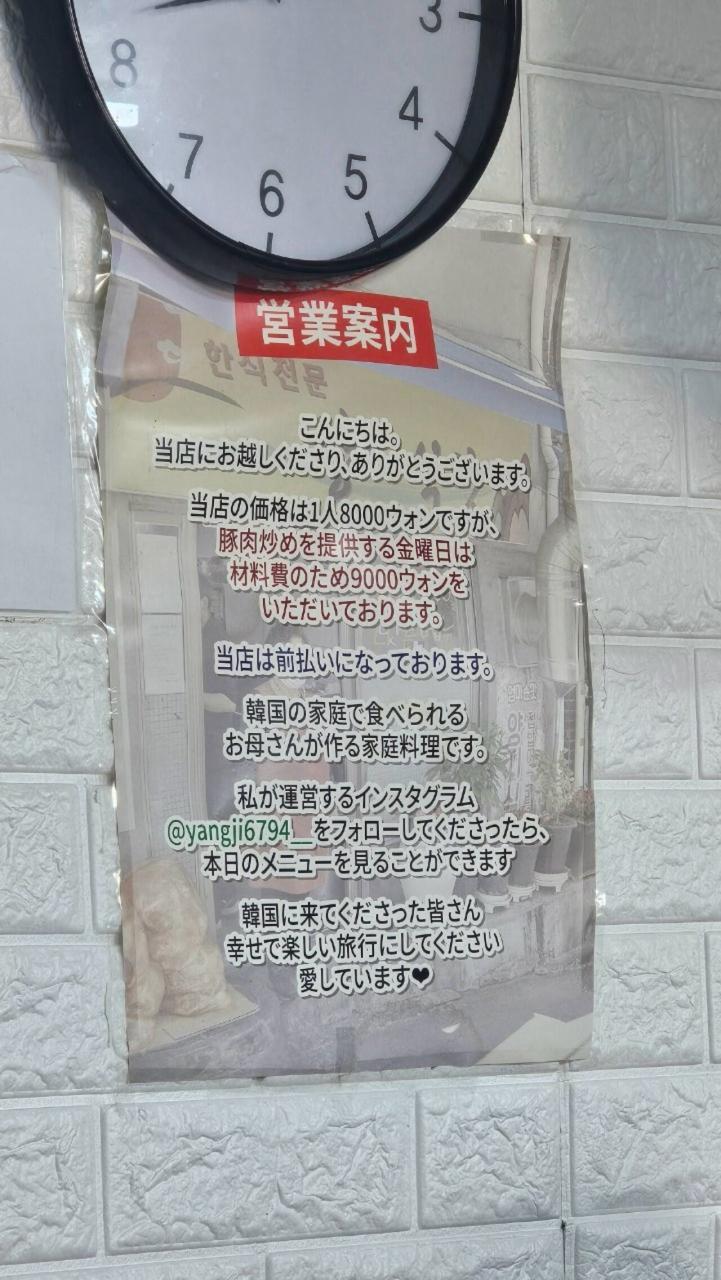 8
3
4
7
6
5
営業案内
한식전문
こんにちは。
当店にお越しくださり、ありがとうございます。
当店の価格は1人8000ウォンですが、
豚肉炒めを提供する金曜日は
材料費のため9000ウォンを
いただいております。
当店は前払いになっております。
韓国の家庭で食べられる
お母さんが作る家庭料理です。
私が運営するインスタグラム
@yangji6794__をフォローしてくださったら、
本日のメニューを見ることができます
韓国に来てくださった皆さん
幸せで楽しい旅行にしてください
愛しています❤